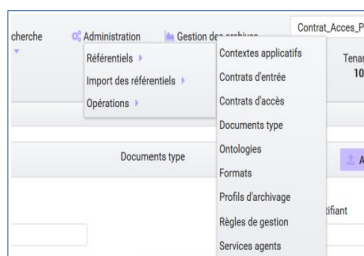 cherche
Administration
Gestion des archives
Contrat_Acces_P
Référentiels
Import des référentiels
Opérations
Contextes applicatifs
Contrats d'entrée
Contrats d'accès
Documents type
Ontologies
Formats
Profils d'archivage
Règles de gestion
Services agents
Tenan
10
Documents type
A
tifiant